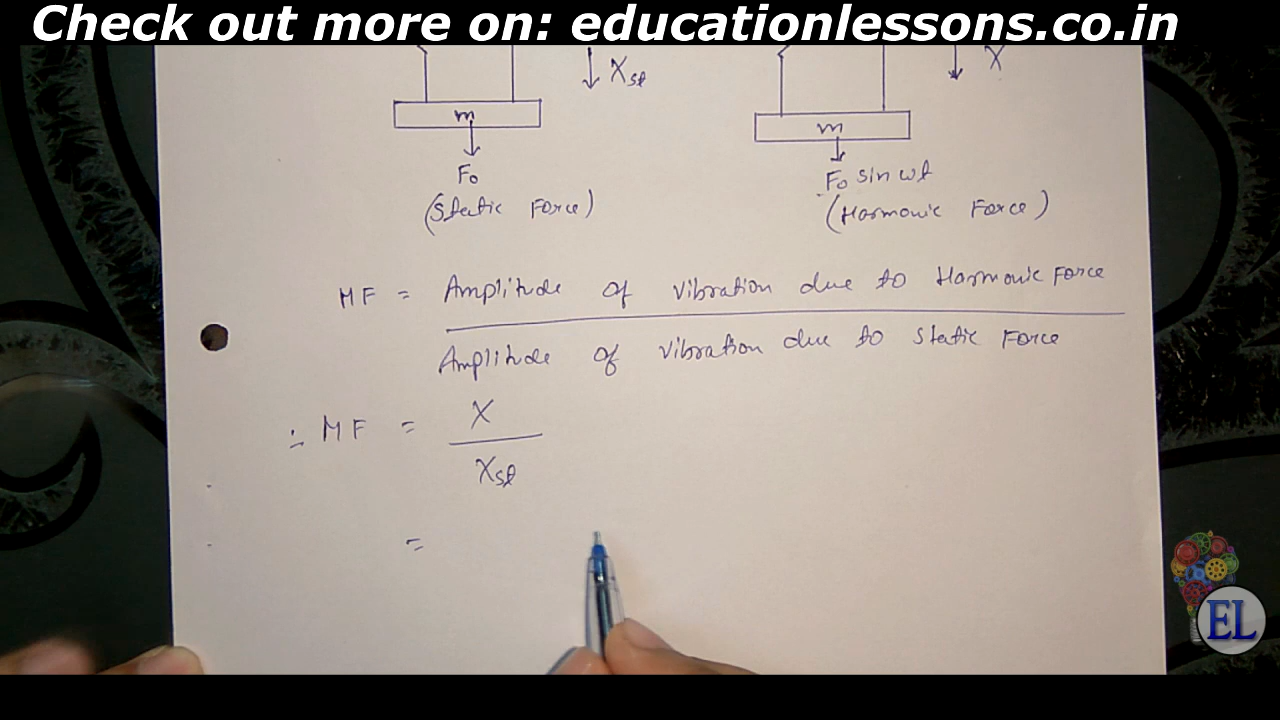 Check out more on: educationlessons.co.in
Xst
X
m
m
F₀
F₀ sin ωt
(Static Force)
(Harmonic Force)
MF = Amplitude of vibration due to Harmonic Force
Amplitude of vibration due to static Force
∴ MF = X
Xst
=
EL